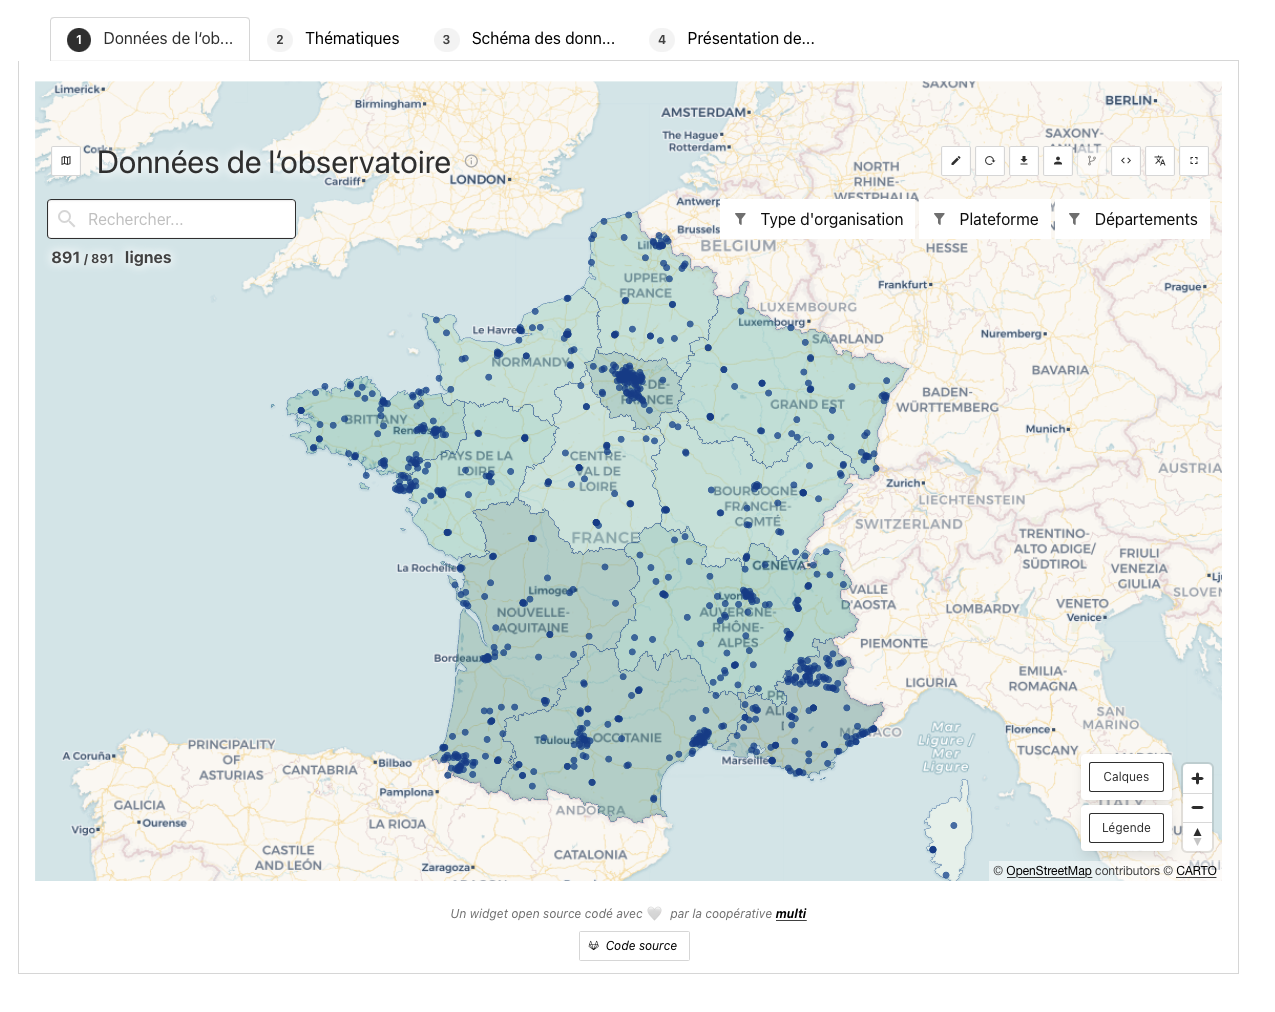 1 Données de l’ob...
2 Thématiques
3 Schéma des donn...
4 Présentation de...
Limerick
Birmingham
AMSTERDAM
SAXONY
BERLIN
The Hague
Rotterdam
SAXONY-
ANHALT
Cork
Données de l’observatoire
Cardiff
LONDON
NORTH
RHINE-
WESTPHALIA
Rechercher...
Antwerp
Brussels
BELGIUM
Type d'organisation
Plateforme
Départements
891 / 891 lignes
HESSE
Lill
UPPER
FRANCE
Frankfurt
Prague
LUXEMBOURG
Luxembourg
SAARLAND
Nuremberg
Le Havre
NORMANDY
BAVARIA
-DE-
FRANCE
BADEN-
WÜRTTEMBERG
GRAND EST
BRITTANY
Rennes
Munich
PAYS DE LA
LOIRE
CENTRE-
VAL DE
LOIRE
AUSTRIA
Zurich
LIECHTENSTEIN
BOURGOGNE
FRANCHE-
COMTÉ
SWITZERLAND
FRANCE
TRENTINO-
ALTO ADIGE/
SÜDTIROL
FRIULI
VENEZIA
GIULIA
La Rochelle
GENEVA
Lju
SLOVEN
Limoges
Lyon
VALLE
D'AOSTA
LOMBARDY
VENETO
Venice
NOUVELLE-
AQUITAINE
AUVERGNE-
RHÔNE-
ALPES
PIEMONTE
Bordeaux
EMILIA-
ROMAGNA
LIGURIA
PR
ALI
SAN
MARINO
Toulouse
OCCITANIE
MONACO
Mar
Ligure /
Mer
Ligure
Florence
TUSCANY
A Coruña
PRINCIPALITY
OF
ASTURIAS
CANTABRIA
Bilbao
Marseille
MARCHE
Calques
Pamplona
ITALY
GALICIA
Ourense
Vigo
LA RIOJA
ANDORRA
Légende
CASTILE
AND LEÓN
CATALONIA
Zaragoza
MOLI
© OpenStreetMap contributors © CARTO
Un widget open source codé avec 🤍 par la coopérative multi
Code source